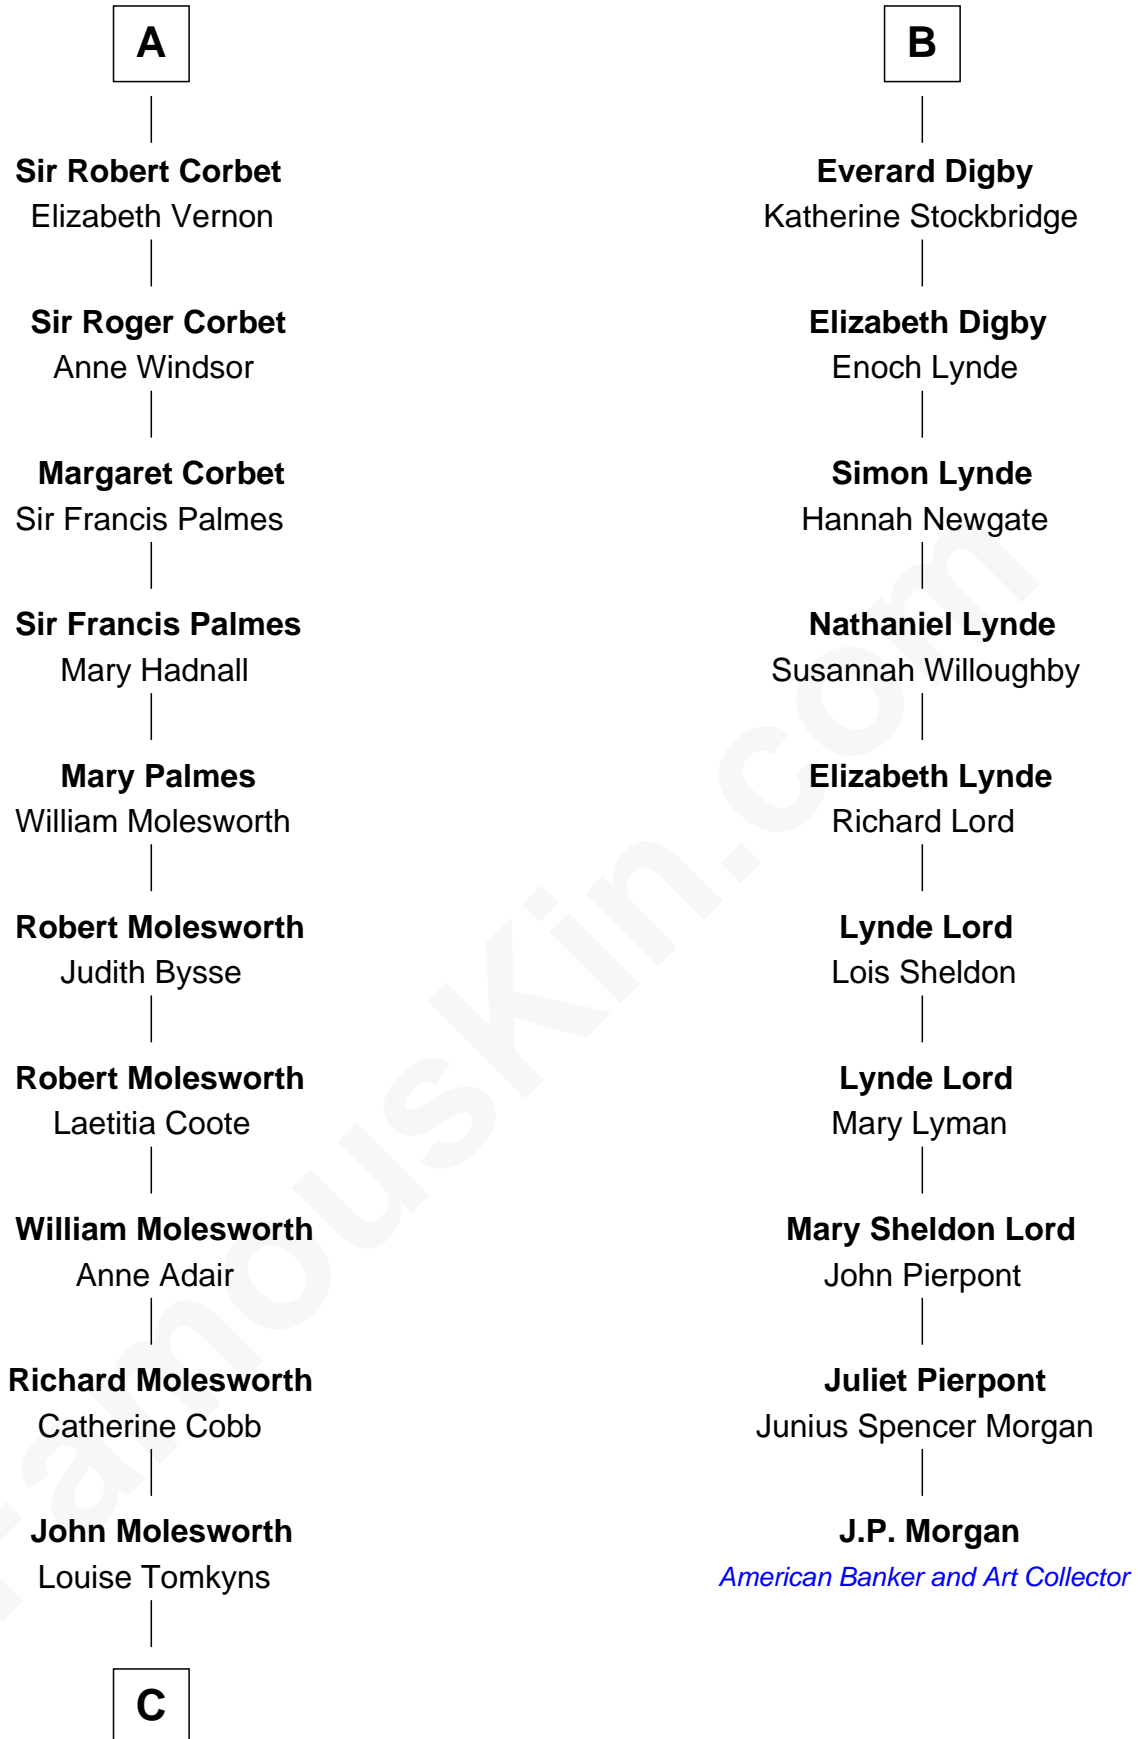 A
Sir Robert Corbet
Elizabeth Vernon
Sir Roger Corbet
Anne Windsor
Margaret Corbet
Sir Francis Palmes
Sir Francis Palmes
Mary Hadnall
Mary Palmes
William Molesworth
Robert Molesworth
Judith Bysse
Robert Molesworth
Laetitia Coote
William Molesworth
Anne Adair
Richard Molesworth
Catherine Cobb
John Molesworth
Louise Tomkyns
C
B
Everard Digby
Katherine Stockbridge
Elizabeth Digby
Enoch Lynde
Simon Lynde
Hannah Newgate
Nathaniel Lynde
Susannah Willoughby
Elizabeth Lynde
Richard Lord
Lynde Lord
Lois Sheldon
Lynde Lord
Mary Lyman
Mary Sheldon Lord
John Pierpont
Juliet Pierpont
Junius Spencer Morgan
J.P. Morgan
American Banker and Art Collector
FamousKin.com